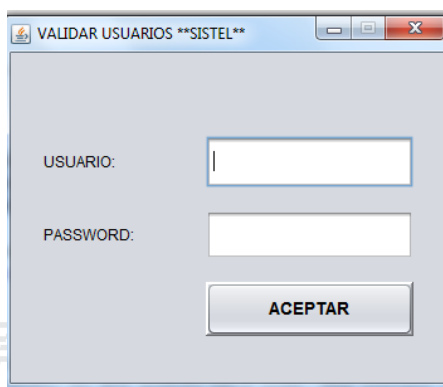 VALIDAR USUARIOS **SISTEL**
USUARIO:
PASSWORD:
ACEPTAR